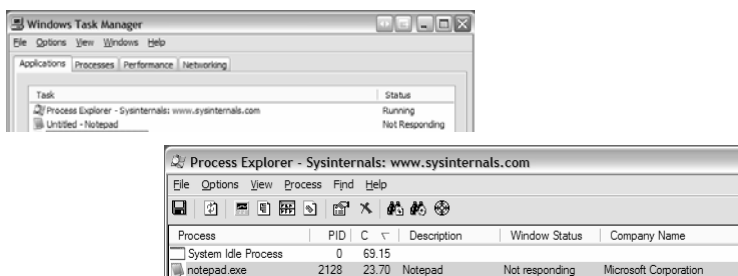 Windows Task Manager
File Options View Windows Help
Applications Processes Performance Networking
Task Status
Process Explorer - Sysinternals: www.sysinternals.com Running
Untitled - Notepad Not Responding
Process Explorer - Sysinternals: www.sysinternals.com
File Options View Process Find Help
Process PID C Description Window Status Company Name
System Idle Process 0 69.15
notepad.exe 2128 23.70 Notepad Not responding Microsoft Corporation